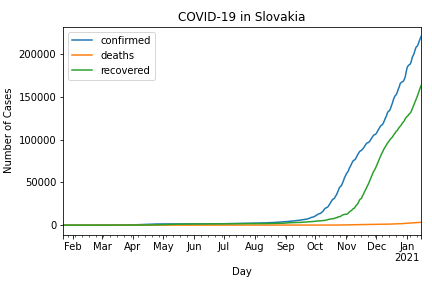 COVID-19 in Slovakia
confirmed
deaths
recovered
Number of Cases
200000
150000
100000
50000
0
Feb Mar Apr May Jun Jul Aug Sep Oct Nov Dec Jan
2021
Day